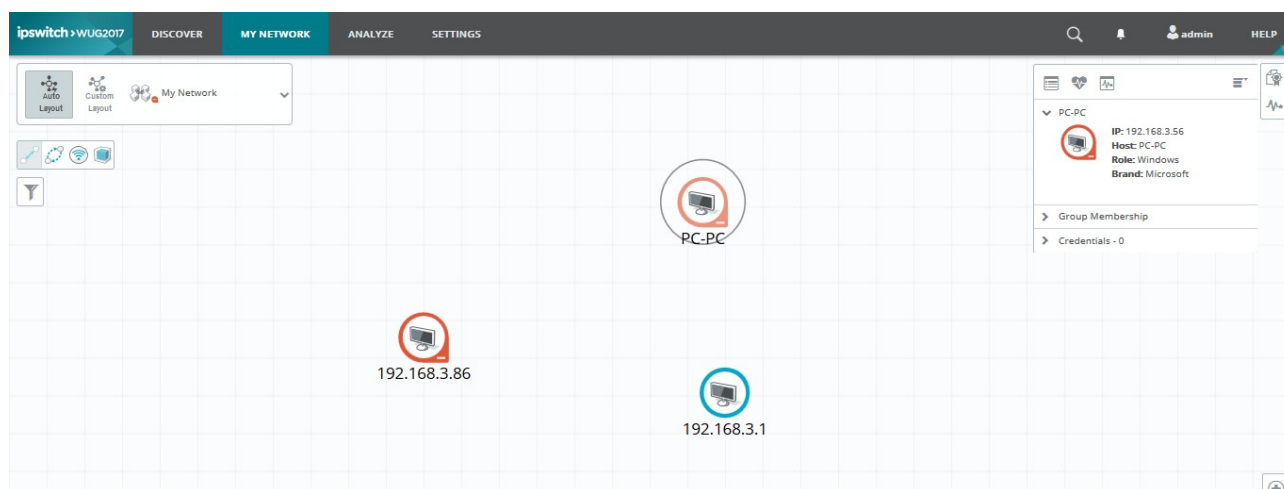 ipswitch > WUG2017 DISCOVER MY NETWORK ANALYZE SETTINGS admin HELP
Auto
Layout
Custom
Layout
My Network
PC-PC
IP: 192.168.3.56
Host: PC-PC
Role: Windows
Brand: Microsoft
Group Membership
Credentials - 0
PC-PC
192.168.3.86
192.168.3.1